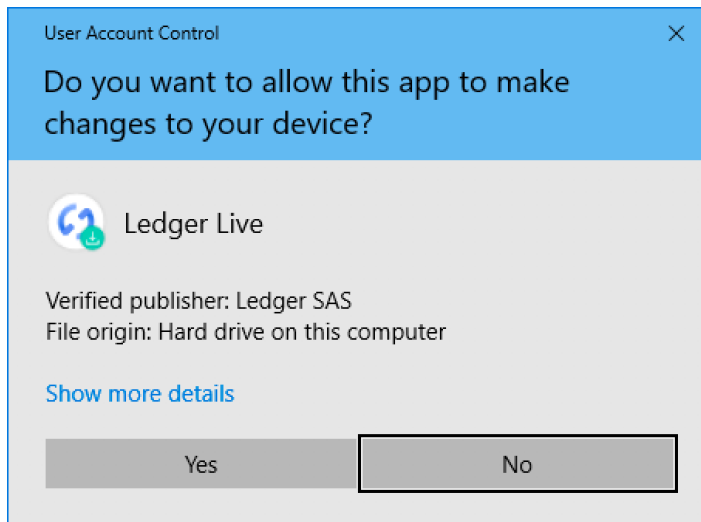 User Account Control
Do you want to allow this app to make
changes to your device?
Ledger Live
Verified publisher: Ledger SAS
File origin: Hard drive on this computer
Show more details
Yes
No